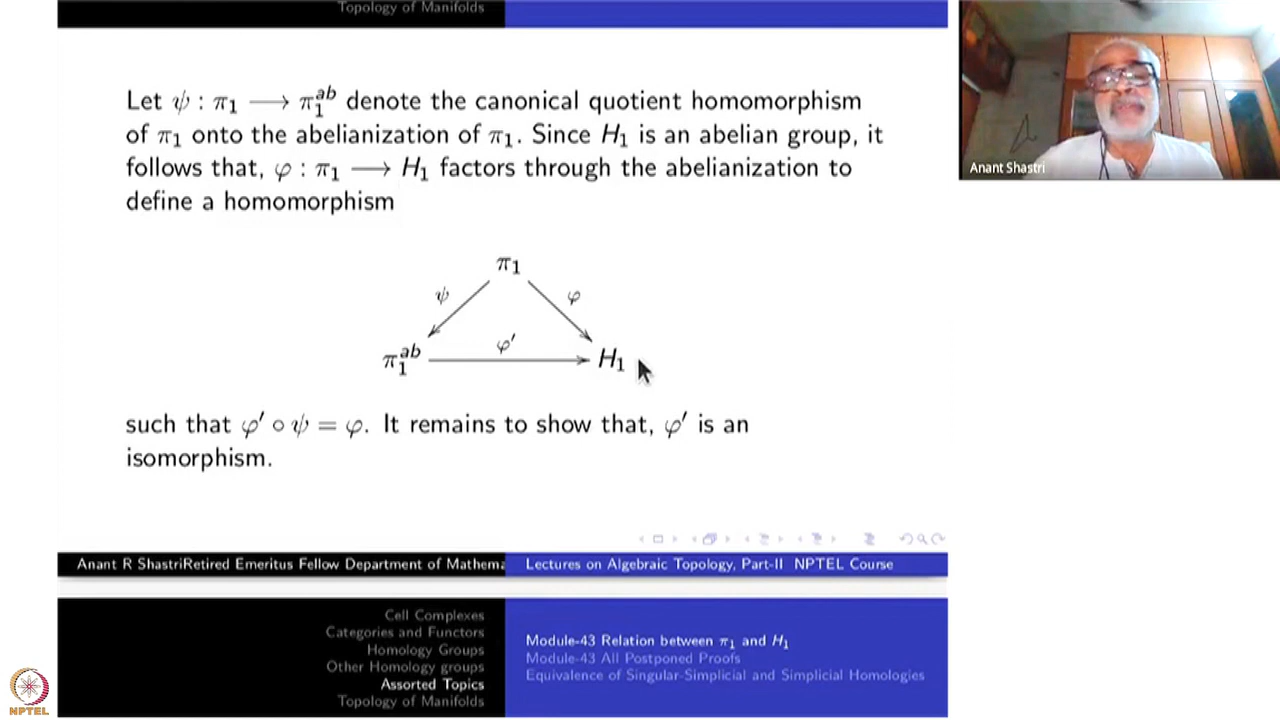 Topology of Manifolds
Let ψ : π₁ ⟶ π₁ᵃᵇ denote the canonical quotient homomorphism
of π₁ onto the abelianization of π₁. Since H₁ is an abelian group, it
follows that, φ : π₁ ⟶ H₁ factors through the abelianization to
define a homomorphism
π₁
ψ φ
φ′
π₁ᵃᵇ H₁
such that φ′ ∘ ψ = φ. It remains to show that, φ′ is an
isomorphism.
Anant R ShastriRetired Emeritus Fellow Department of Mathema Lectures on Algebraic Topology, Part-II NPTEL Course
Cell Complexes
Categories and Functors
Homology Groups
Other Homology groups
Assorted Topics
Topology of Manifolds
Module-43 Relation between π₁ and H₁
Module-43 All Postponed Proofs
Equivalence of Singular-Simplicial and Simplicial Homologies
Anant Shastri
NPTEL